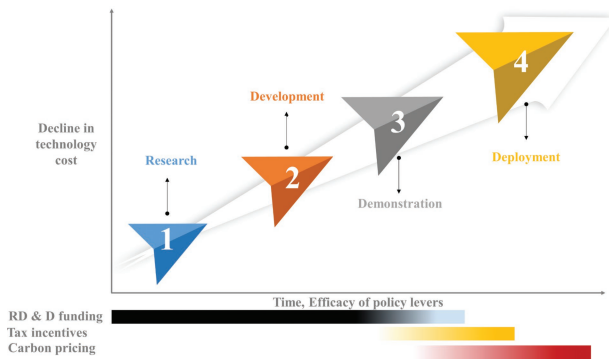 4
Development
3
Decline in
technology
cost
Research
2
Deployment
Demonstration
1
Time, Efficacy of policy levers
RD & D funding
Tax incentives
Carbon pricing